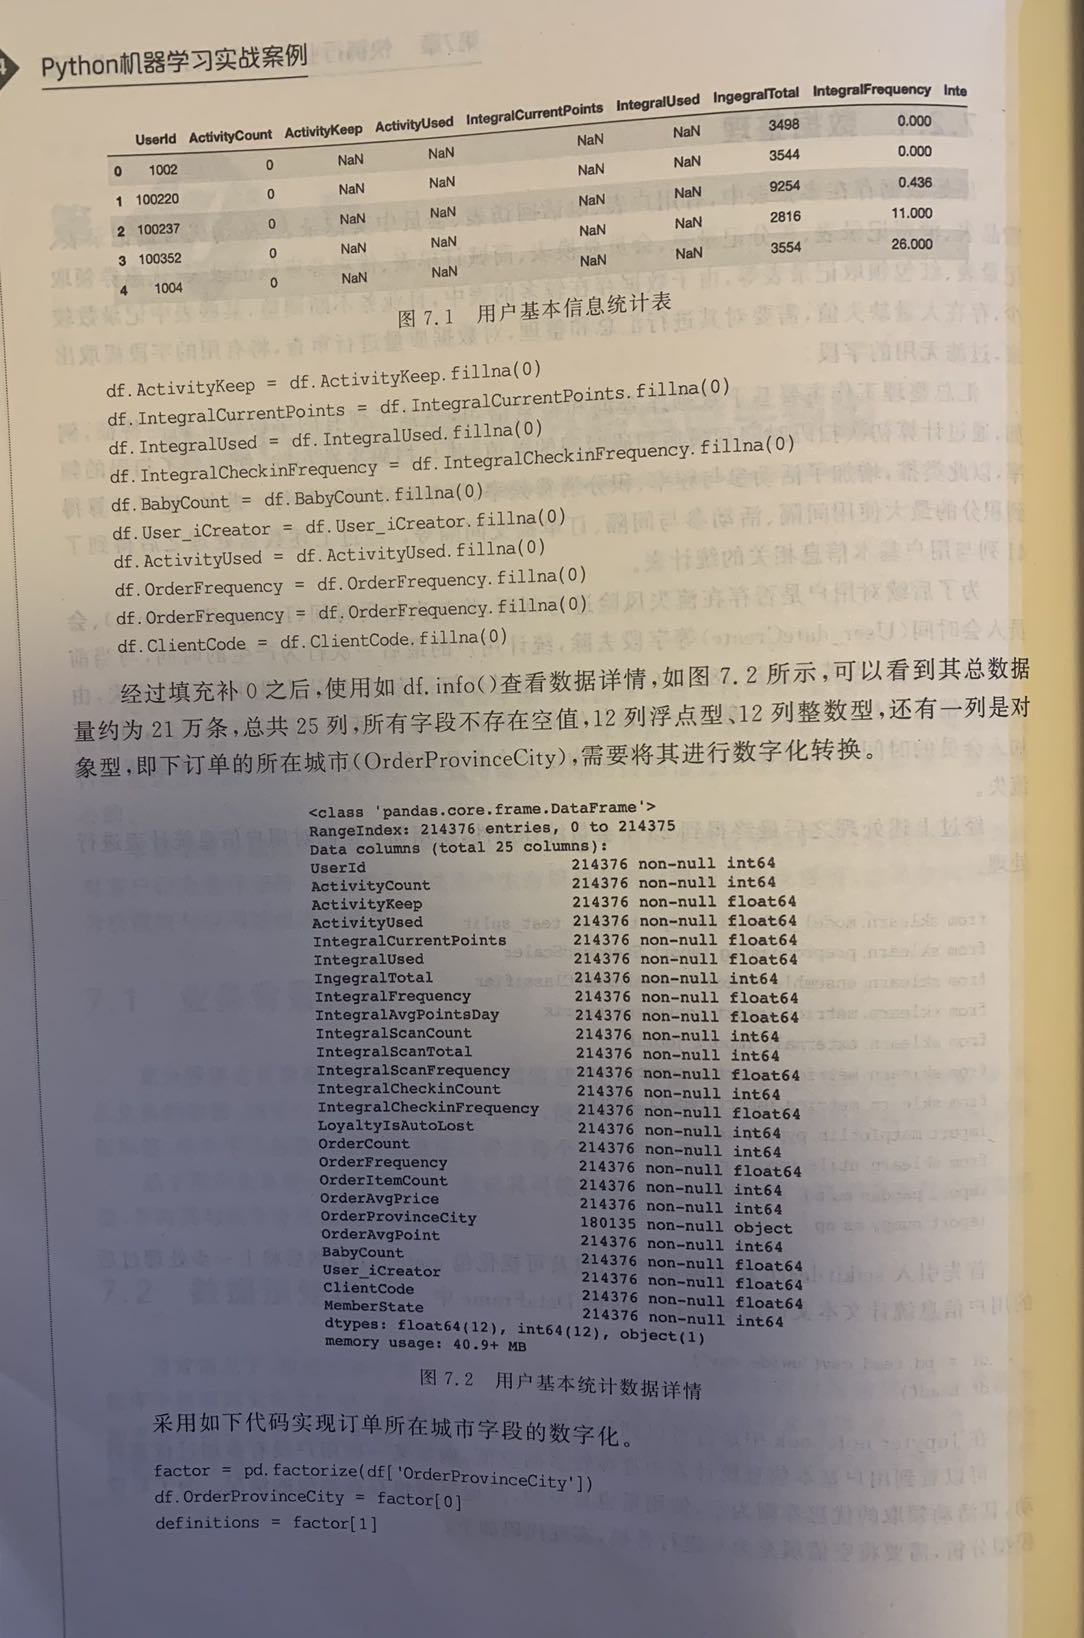 4
Python机器学习实战案例
UserId ActivityCount ActivityKeep ActivityUsed IntegralCurrentPoints IntegralUsed IngegralTotal IntegralFrequency Inte
0 1002 0 NaN NaN NaN NaN 3498 0.000
1 100220 0 NaN NaN NaN NaN 3544 0.000
2 100237 0 NaN NaN NaN NaN 9254 0.436
3 100352 0 NaN NaN NaN NaN 2816 11.000
4 1004 0 NaN NaN NaN NaN 3554 26.000
图 7.1 用户基本信息统计表
df.ActivityKeep = df.ActivityKeep.fillna(0)
df.IntegralCurrentPoints = df.IntegralCurrentPoints.fillna(0)
df.IntegralUsed = df.IntegralUsed.fillna(0)
df.IntegralCheckinFrequency = df.IntegralCheckinFrequency.fillna(0)
df.BabyCount = df.BabyCount.fillna(0)
df.User_iCreator = df.User_iCreator.fillna(0)
df.ActivityUsed = df.ActivityUsed.fillna(0)
df.OrderFrequency = df.OrderFrequency.fillna(0)
df.OrderFrequency = df.OrderFrequency.fillna(0)
df.ClientCode = df.ClientCode.fillna(0)
经过填充补 0 之后,使用如 df.info()查看数据详情,如图 7.2 所示,可以看到其总数据
量约为 21 万条,总共 25 列,所有字段不存在空值,12 列浮点型、12 列整数型,还有一列是对
象型,即下订单的所在城市(OrderProvinceCity),需要将其进行数字化转换。
<class 'pandas.core.frame.DataFrame'>
RangeIndex: 214376 entries, 0 to 214375
Data columns (total 25 columns):
UserId 214376 non-null int64
ActivityCount 214376 non-null int64
ActivityKeep 214376 non-null float64
ActivityUsed 214376 non-null float64
IntegralCurrentPoints 214376 non-null float64
IntegralUsed 214376 non-null float64
IngegralTotal 214376 non-null int64
IntegralFrequency 214376 non-null float64
IntegralAvgPointsDay 214376 non-null float64
IntegralScanCount 214376 non-null int64
IntegralScanTotal 214376 non-null int64
IntegralScanFrequency 214376 non-null float64
IntegralCheckinCount 214376 non-null int64
IntegralCheckinFrequency 214376 non-null float64
LoyaltyIsAutoLost 214376 non-null int64
OrderCount 214376 non-null int64
OrderFrequency 214376 non-null float64
OrderItemCount 214376 non-null int64
OrderAvgPrice 214376 non-null int64
OrderProvinceCity 180135 non-null object
OrderAvgPoint 214376 non-null int64
BabyCount 214376 non-null float64
User_iCreator 214376 non-null float64
ClientCode 214376 non-null float64
MemberState 214376 non-null int64
dtypes: float64(12), int64(12), object(1)
memory usage: 40.9+ MB
图 7.2 用户基本统计数据详情
采用如下代码实现订单所在城市字段的数字化。
factor = pd.factorize(df['OrderProvinceCity'])
df.OrderProvinceCity = factor[0]
definitions = factor[1]